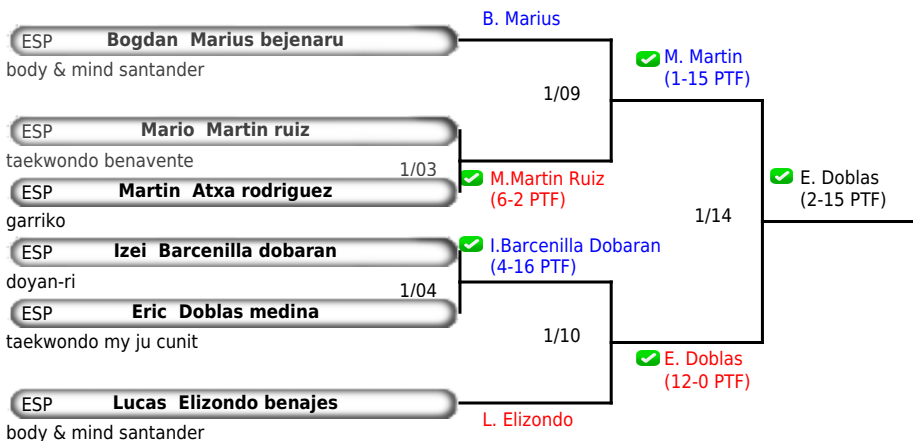 B. Marius
ESP Bogdan Marius bejenaru
body & mind santander
M. Martin
(1-15 PTF)
1/09
ESP Mario Martin ruiz
taekwondo benavente
1/03
M.Martin Ruiz
(6-2 PTF)
ESP Martin Atxa rodriguez
garriko
E. Doblas
(2-15 PTF)
1/14
ESP Izei Barcenilla dobaran
doyan-ri
I.Barcenilla Dobaran
(4-16 PTF)
1/04
ESP Eric Doblas medina
taekwondo my ju cunit
1/10
E. Doblas
(12-0 PTF)
ESP Lucas Elizondo benajes
body & mind santander
L. Elizondo